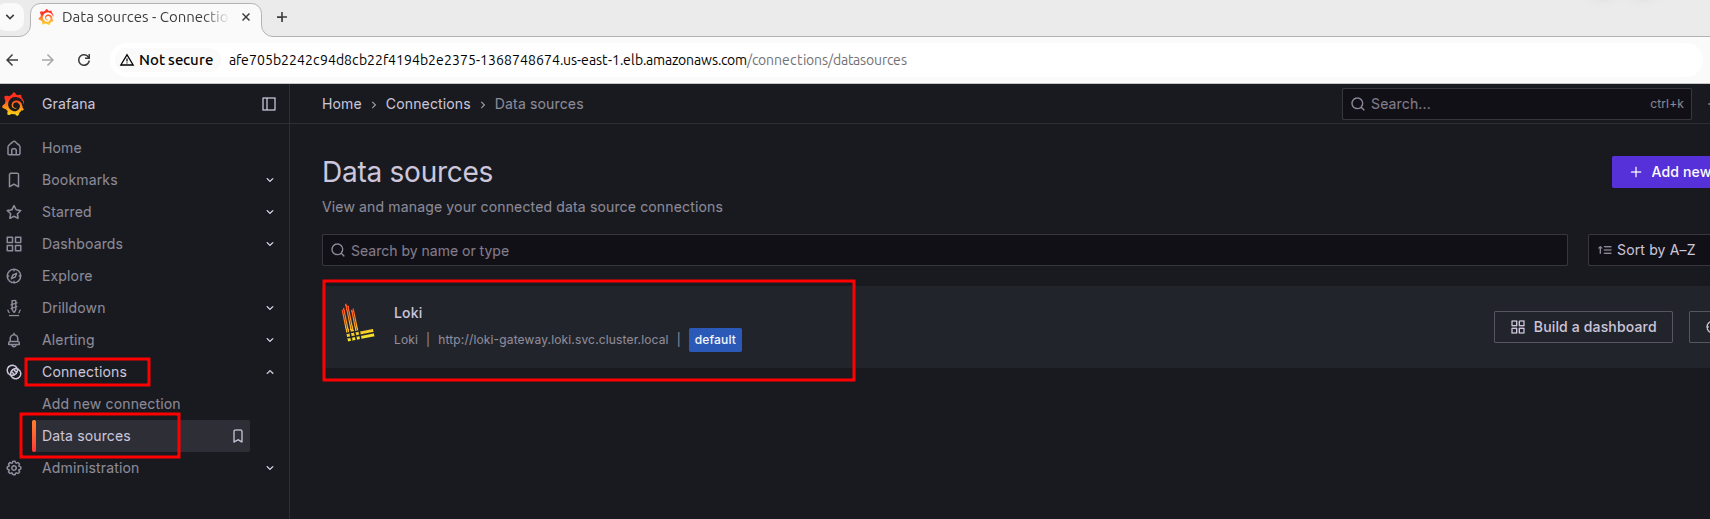 Data sources - Connectio
Not secure afe705b2242c94d8cb22f4194b2e2375-1368748674.us-east-1.elb.amazonaws.com/connections/datasources
Grafana
Home › Connections › Data sources
Search... ctrl+k
Home
Bookmarks
Starred
Dashboards
Explore
Drilldown
Alerting
Connections
Add new connection
Data sources
Administration
Data sources
+ Add new
View and manage your connected data source connections
Search by name or type
Sort by A–Z
Loki
Loki | http://loki-gateway.loki.svc.cluster.local | default
Build a dashboard